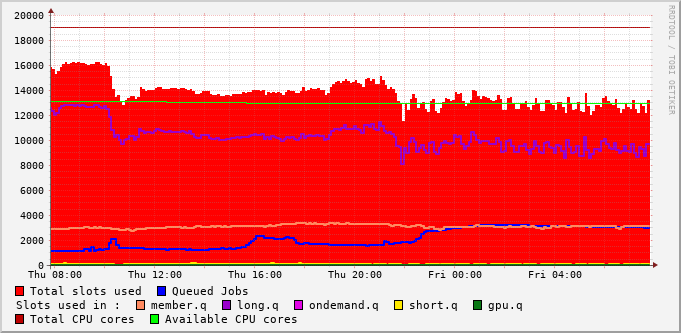 20000
18000
16000
14000
12000
10000
8000
6000
4000
2000
0
Thu 08:00 Thu 12:00 Thu 16:00 Thu 20:00 Fri 00:00 Fri 04:00
Total slots used Queued Jobs
Slots used in : member.q long.q ondemand.q short.q gpu.q
Total CPU cores Available CPU cores
RRDTOOL / TOBI OETIKER